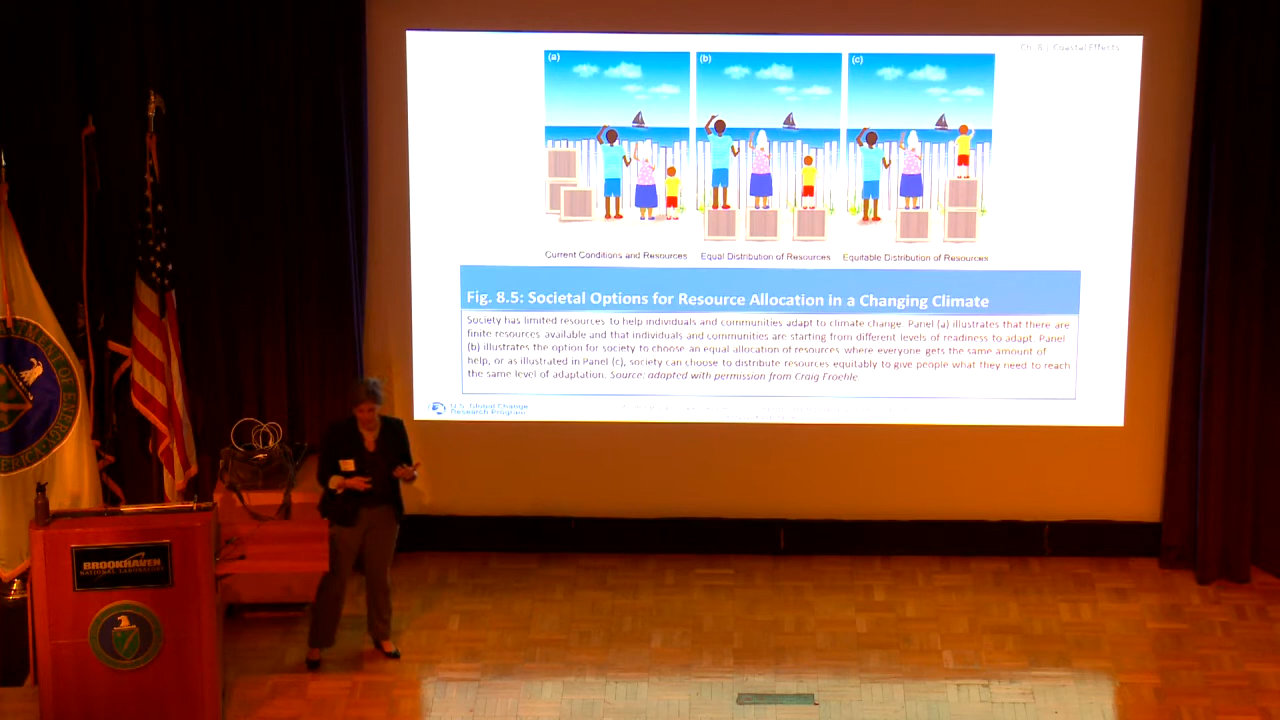 Ch. 8 | Coastal Effects
(a)
(b)
(c)
Current Conditions and Resources
Equal Distribution of Resources
Equitable Distribution of Resources
Fig. 8.5: Societal Options for Resource Allocation in a Changing Climate
Society has limited resources to help individuals and communities adapt to climate change. Panel (a) illustrates that there are
finite resources available and that individuals and communities are starting from different levels of readiness to adapt. Panel
(b) illustrates the option for society to choose an equal allocation of resources where everyone gets the same amount of
help, or as illustrated in Panel (c), society can choose to distribute resources equitably to give people what they need to reach
the same level of adaptation. Source: adapted with permission from Craig Froehle
U.S. Global Change
Research Program
BROOKHAVEN
NATIONAL LABORATORY
MENT OF ENERGY
ERICA